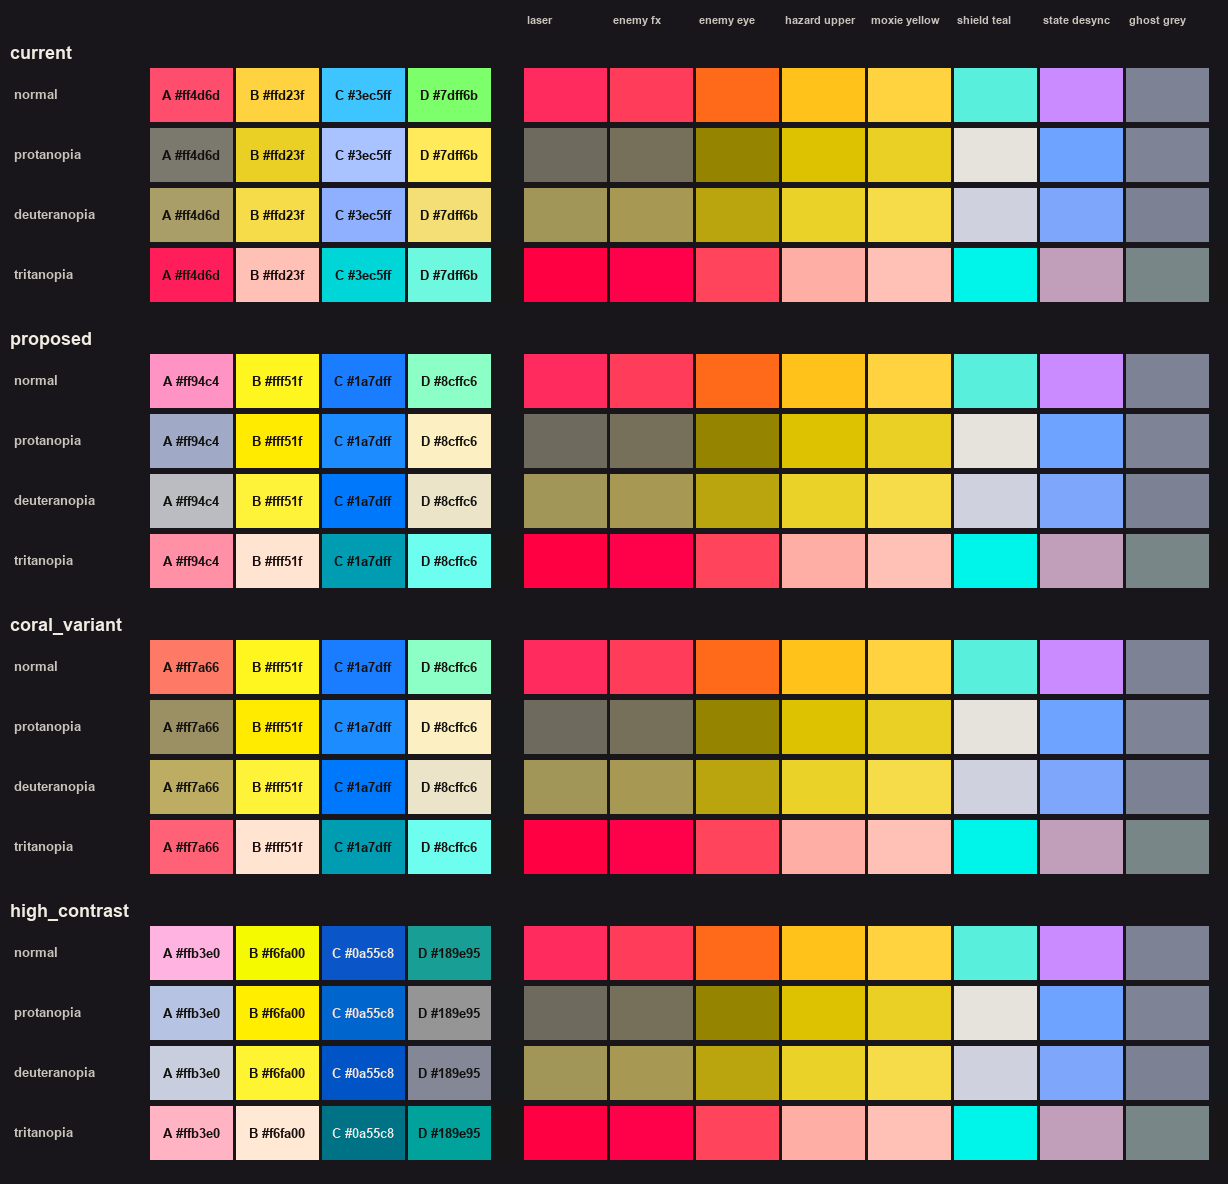 laser enemy fx enemy eye hazard upper moxie yellow shield teal state desync ghost grey
current
normal A #ff4d6d B #ffd23f C #3ec5ff D #7dff6b
protanopia A #ff4d6d B #ffd23f C #3ec5ff D #7dff6b
deuteranopia A #ff4d6d B #ffd23f C #3ec5ff D #7dff6b
tritanopia A #ff4d6d B #ffd23f C #3ec5ff D #7dff6b
proposed
normal A #ff94c4 B #fff51f C #1a7dff D #8cffc6
protanopia A #ff94c4 B #fff51f C #1a7dff D #8cffc6
deuteranopia A #ff94c4 B #fff51f C #1a7dff D #8cffc6
tritanopia A #ff94c4 B #fff51f C #1a7dff D #8cffc6
coral_variant
normal A #ff7a66 B #fff51f C #1a7dff D #8cffc6
protanopia A #ff7a66 B #fff51f C #1a7dff D #8cffc6
deuteranopia A #ff7a66 B #fff51f C #1a7dff D #8cffc6
tritanopia A #ff7a66 B #fff51f C #1a7dff D #8cffc6
high_contrast
normal A #ffb3e0 B #f6fa00 C #0a55c8 D #189e95
protanopia A #ffb3e0 B #f6fa00 C #0a55c8 D #189e95
deuteranopia A #ffb3e0 B #f6fa00 C #0a55c8 D #189e95
tritanopia A #ffb3e0 B #f6fa00 C #0a55c8 D #189e95